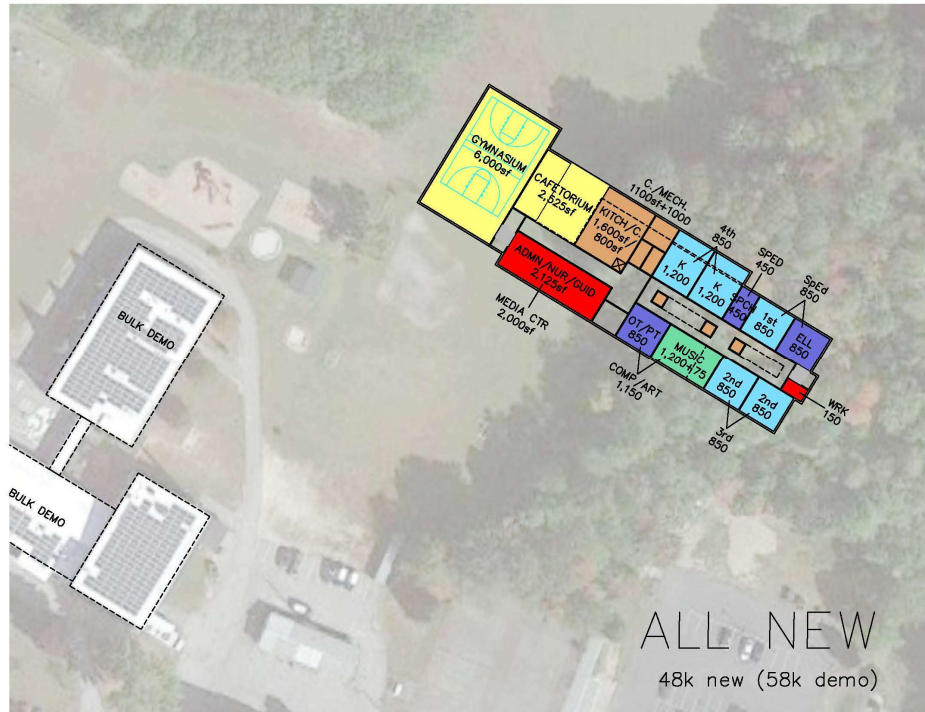 GYMNASIUM
6,000sf
CAFETORIUM
2,525sf
C./MECH.
1100sf+1000
KITCH/C.
1,600sf
800sf
4th
850
SPED
450
SpEd
850
K
1,200
K
1,200
SPCH
450
1st
850
ELL
850
ADMN/NUR/GUID
2,125sf
MEDIA CTR
2,000sf
OT/PT
850
MUSIC
1,200+75
COMP/ART
1,150
2nd
850
2nd
850
3rd
850
WRK
150
BULK DEMO
BULK DEMO
ALL NEW
48k new (58k demo)